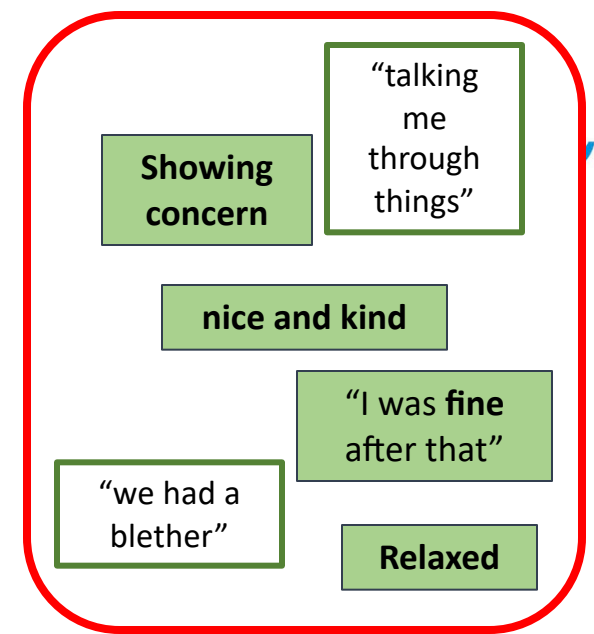 “talking
me
through
things”
Showing
concern
nice and kind
“I was fine
after that”
“we had a
blether”
Relaxed